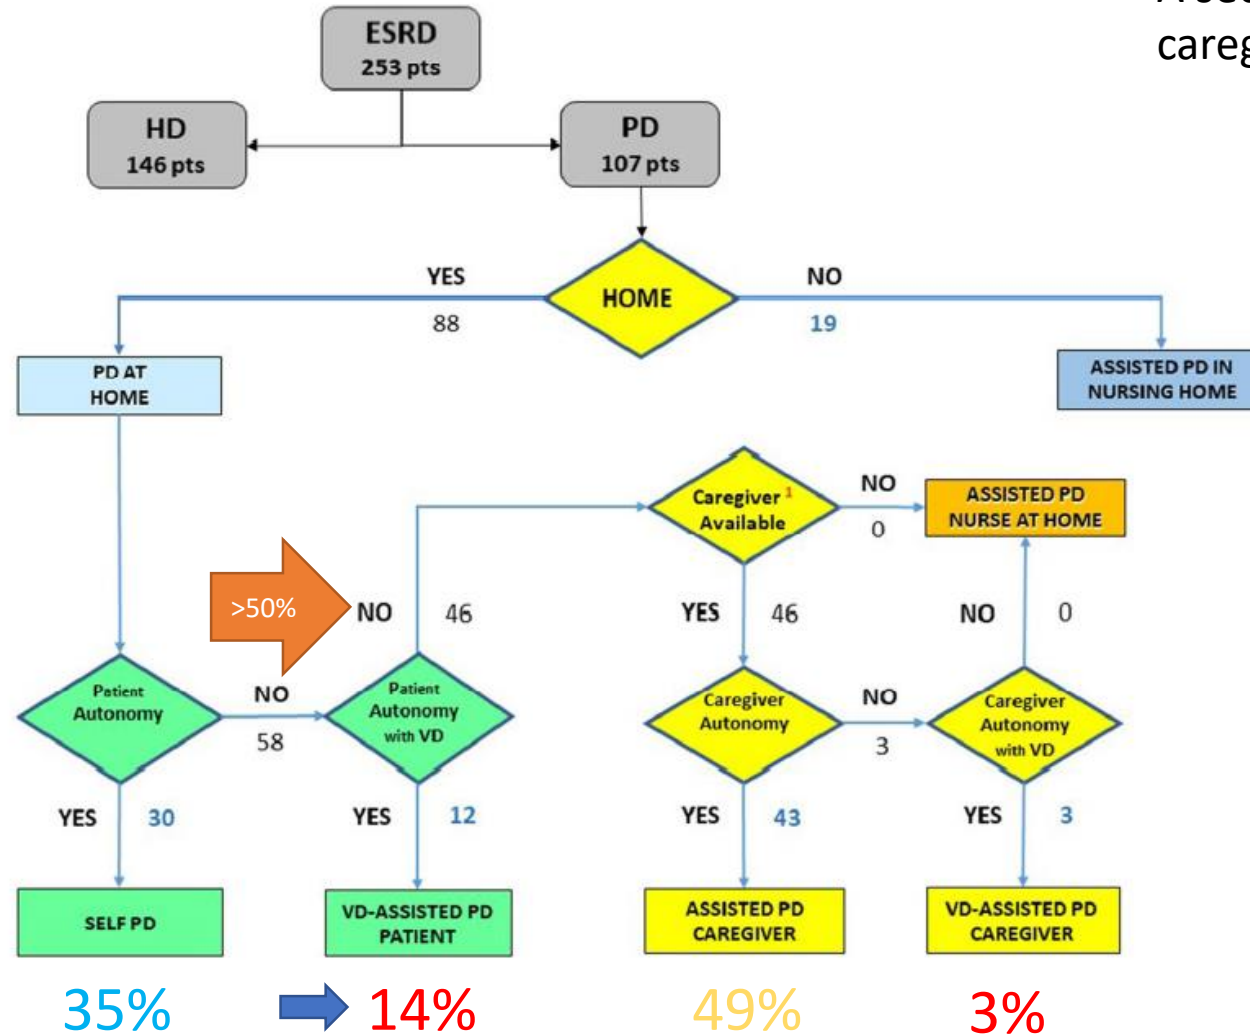 careg
ESRD
253 pts
HD
146 pts
PD
107 pts
YES
HOME
NO
88
19
PD AT
HOME
ASSISTED PD IN
NURSING HOME
Caregiver 1
Available
NO
0
ASSISTED PD
NURSE AT HOME
>50%
NO
46
YES
46
NO
0
Patient
Autonomy
NO
58
Patient
Autonomy
with VD
Caregiver
Autonomy
NO
3
Caregiver
Autonomy
with VD
YES
30
YES
12
YES
43
YES
3
SELF PD
VD-ASSISTED PD
PATIENT
ASSISTED PD
CAREGIVER
VD-ASSISTED PD
CAREGIVER
35%
14%
49%
3%